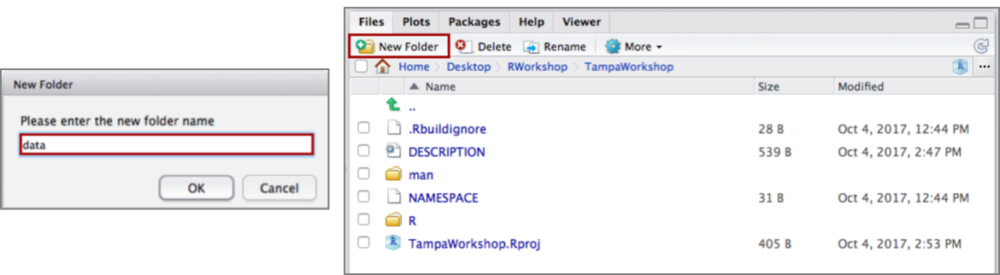 New Folder
Please enter the new folder name
data
OK Cancel
Files Plots Packages Help Viewer
New Folder Delete Rename More
Home Desktop RWorkshop TampaWorkshop ...
Name Size Modified
..
.Rbuildignore 28 B Oct 4, 2017, 12:44 PM
DESCRIPTION 539 B Oct 4, 2017, 2:47 PM
man
NAMESPACE 31 B Oct 4, 2017, 12:44 PM
R
TampaWorkshop.Rproj 405 B Oct 4, 2017, 2:53 PM